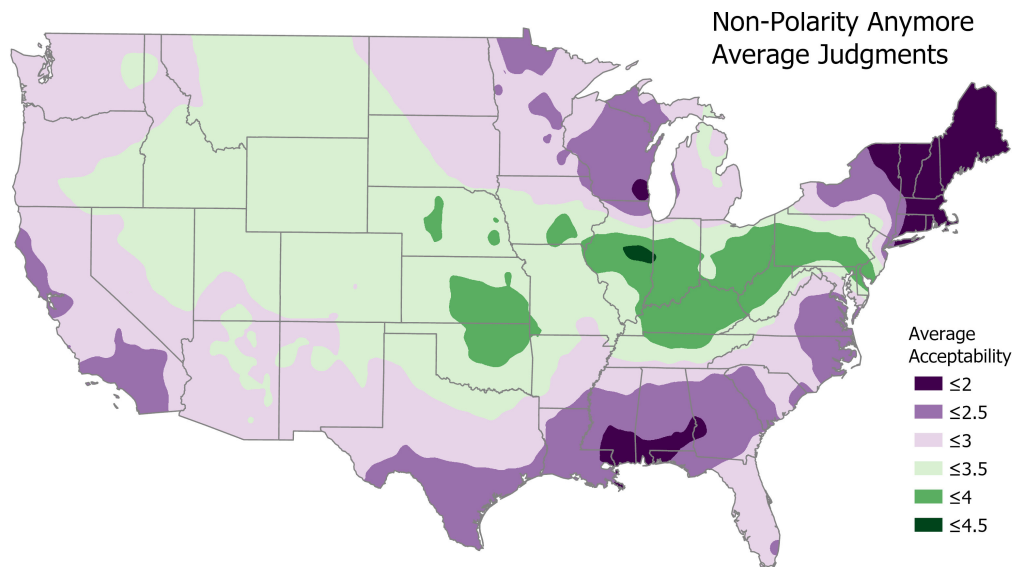 Non-Polarity Anymore
Average Judgments
Average
Acceptability
≤2
≤2.5
≤3
≤3.5
≤4
≤4.5